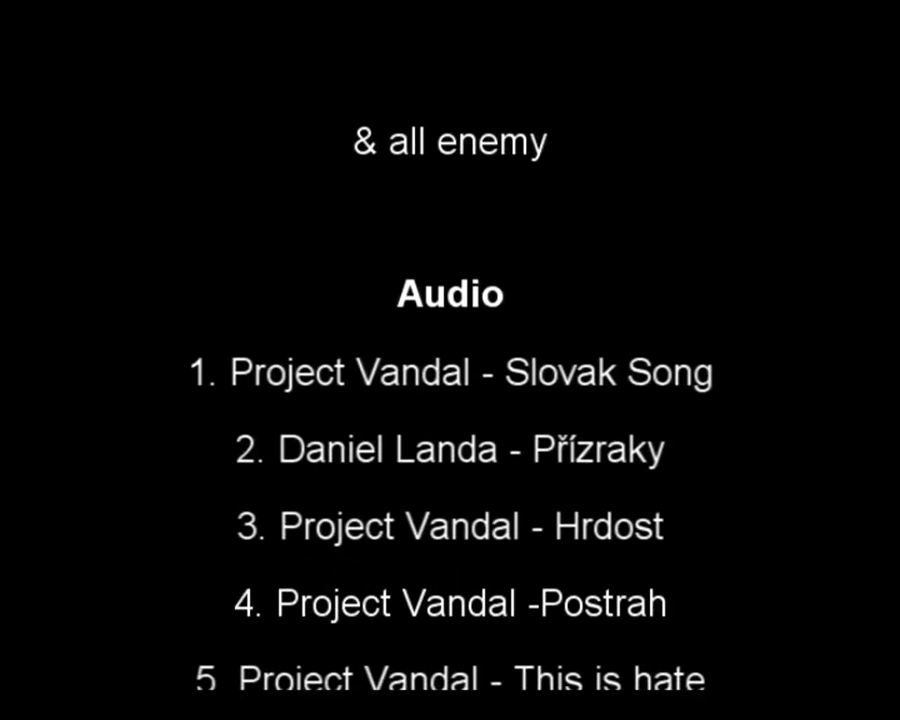 & all enemy
Audio
1. Project Vandal - Slovak Song
2. Daniel Landa - Přízraky
3. Project Vandal - Hrdost
4. Project Vandal -Postrah
5 Project Vandal - This is hate